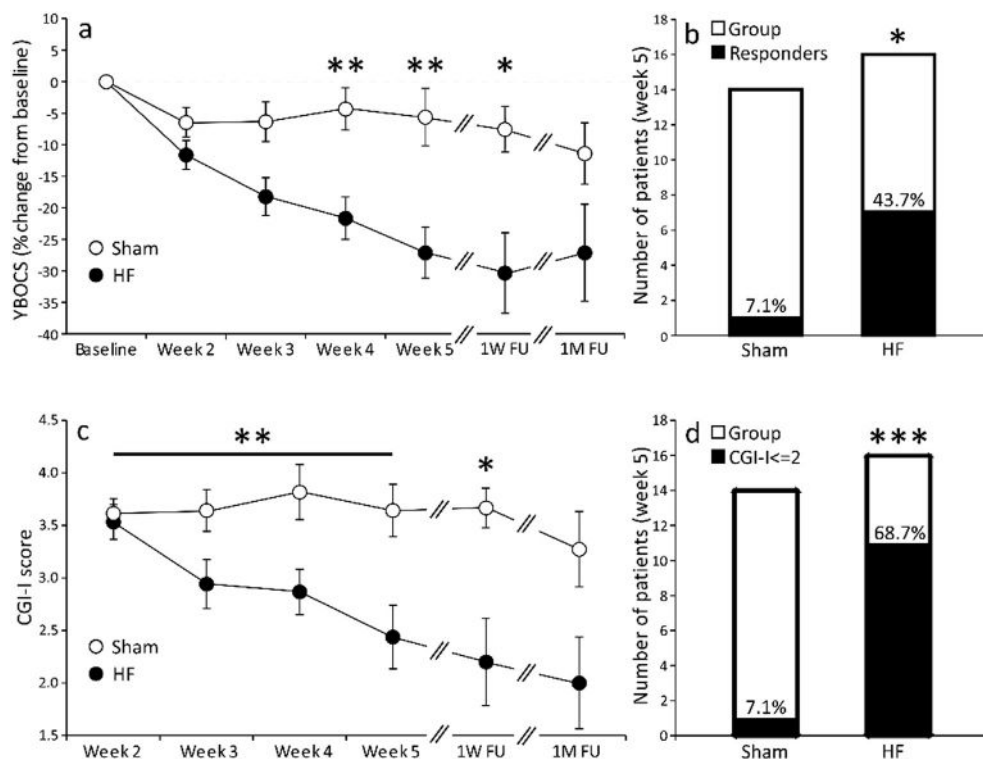 a
YBOCS (% change from baseline)
10
5
0
-5
-10
-15
-20
-25
-30
-35
-40
** ** *
Sham
HF
// //
// //
// //
Baseline Week 2 Week 3 Week 4 Week 5 1W FU 1M FU
b
Number of patients (week 5)
18
16
14
12
10
8
6
4
2
0
Group
Responders
*
7.1%
43.7%
Sham HF
c
CGI-I score
4.5
4.0
3.5
3.0
2.5
2.0
1.5
** *
Sham
HF
// //
// //
// //
Week 2 Week 3 Week 4 Week 5 1W FU 1M FU
d
Number of patients (week 5)
18
16
14
12
10
8
6
4
2
0
Group
CGI-I<=2
***
7.1%
68.7%
Sham HF